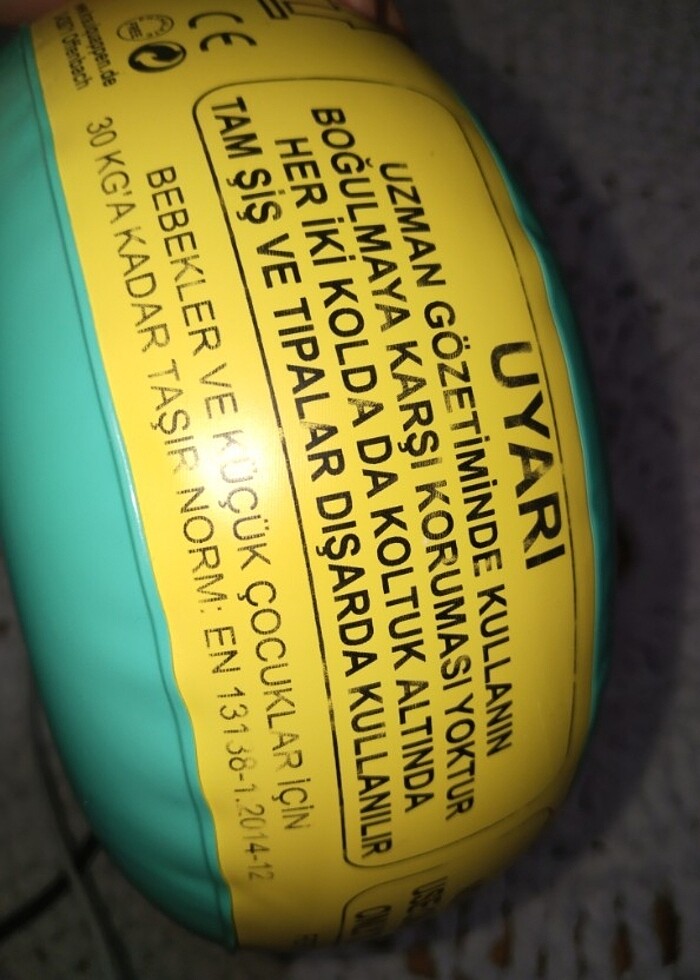 UYARI
UZMAN GÖZETİMİNDE KULLANIN
BOĞULMAYA KARŞI KORUMASI YOKTUR
HER İKİ KOLDA DA KOLTUK ALTINDA
TAM ŞİŞ VE TIPALAR DIŞARDA KULLANILIR
BEBEKLER VE KÜÇÜK ÇOCUKLAR İÇİN
30 KG'A KADAR TAŞIR NORM: EN 13138-1.2014-12
CE
FREE
Offenbach